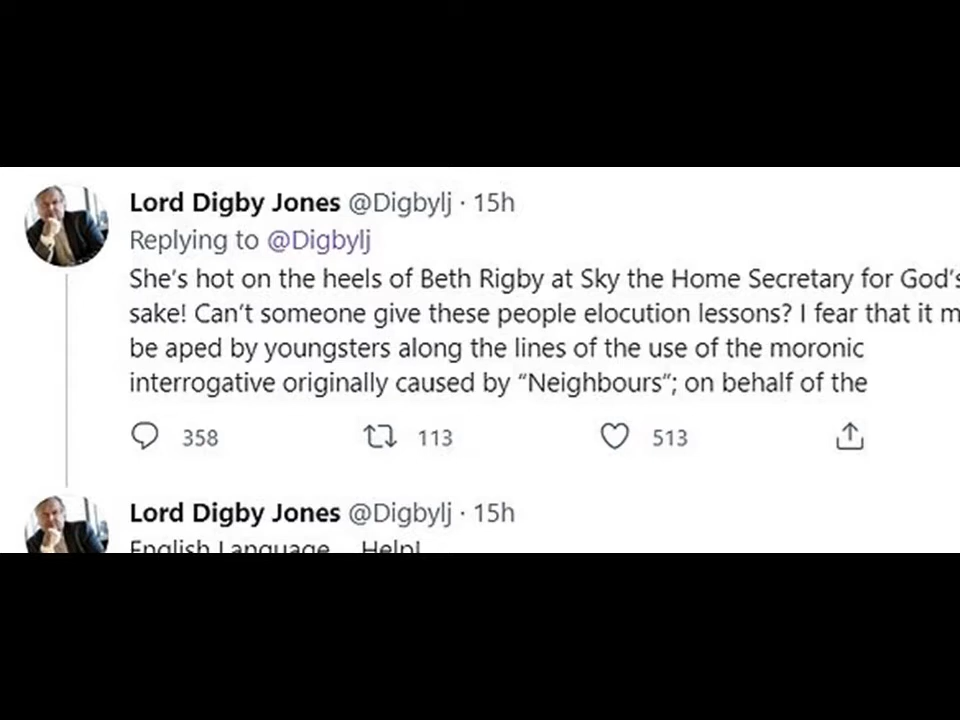 Lord Digby Jones @Digbylj · 15h
Replying to @Digbylj
She's hot on the heels of Beth Rigby at Sky the Home Secretary for God's
sake! Can't someone give these people elocution lessons? I fear that it m
be aped by youngsters along the lines of the use of the moronic
interrogative originally caused by “Neighbours”; on behalf of the
358 113 513
Lord Digby Jones @Digbylj · 15h
English Language... Help!